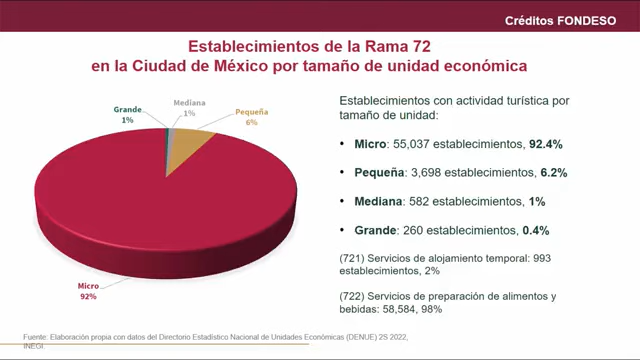 Créditos FONDESO
Establecimientos de la Rama 72
en la Ciudad de México por tamaño de unidad económica
Grande
1%
Mediana
1%
Pequeña
6%
Micro
92%
Establecimientos con actividad turística por
tamaño de unidad:
• Micro: 55,037 establecimientos, 92.4%
• Pequeña: 3,698 establecimientos, 6.2%
• Mediana: 582 establecimientos, 1%
• Grande: 260 establecimientos, 0.4%
(721) Servicios de alojamiento temporal: 993
establecimientos, 2%
(722) Servicios de preparación de alimentos y
bebidas: 58,584, 98%
Fuente: Elaboración propia con datos del Directorio Estadístico Nacional de Unidades Económicas (DENUE) 2S 2022,
INEGI.